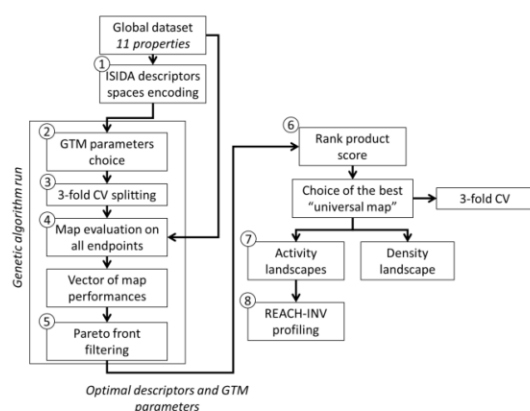 Global dataset
11 properties
1
ISIDA descriptors
spaces encoding
Genetic algorithm run
2
GTM parameters
choice
3
3-fold CV splitting
4
Map evaluation on
all endpoints
Vector of map
performances
5
Pareto front
filtering
Optimal descriptors and GTM
parameters
6
Rank product
score
Choice of the best
"universal map"
3-fold CV
7
Activity
landscapes
Density
landscape
8
REACH-INV
profiling